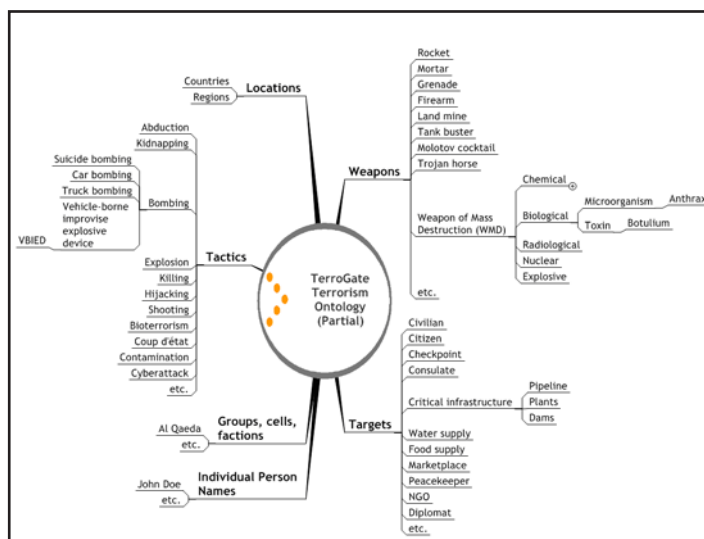 Locations
Countries
Regions
Tactics
Abduction
Kidnapping
Bombing
Suicide bombing
Car bombing
Truck bombing
Vehicle-borne
improvise
explosive
device
VBIED
Explosion
Killing
Hijacking
Shooting
Bioterrorism
Coup d'état
Contamination
Cyberattack
etc.
Groups, cells,
factions
Al Qaeda
etc.
Individual Person
Names
John Doe
etc.
TerroGate
Terrorism
Ontology
(Partial)
Weapons
Rocket
Mortar
Grenade
Firearm
Land mine
Tank buster
Molotov cocktail
Trojan horse
Weapon of Mass
Destruction (WMD)
Chemical
Biological
Microorganism
Anthrax
Toxin
Botulium
Radiological
Nuclear
Explosive
etc.
Targets
Civilian
Citizen
Checkpoint
Consulate
Critical infrastructure
Pipeline
Plants
Dams
Water supply
Food supply
Marketplace
Peacekeeper
NGO
Diplomat
etc.